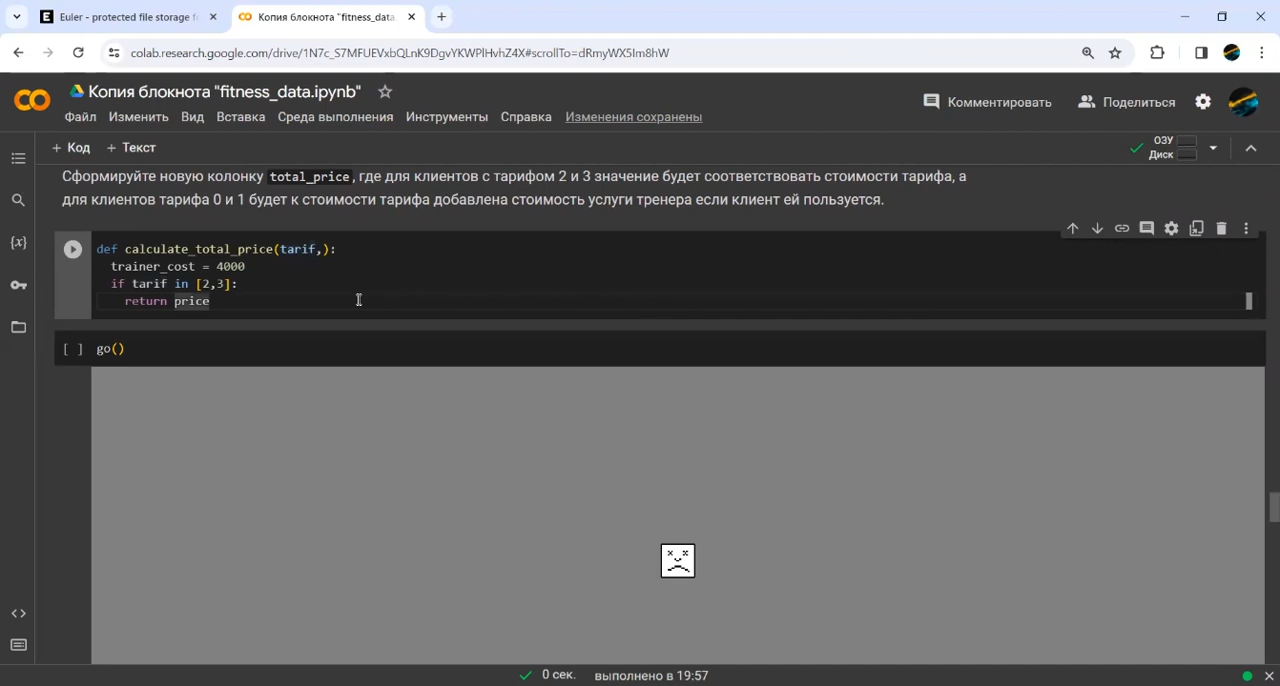 Euler - protected file storage f
Копия блокнота "fitness_data.
colab.research.google.com/drive/1N7c_S7MFUEVxbQLnK9DgvYKWPlHvhZ4X#scrollTo=dRmyWX5Im8hW
Копия блокнота "fitness_data.ipynb"
Файл Изменить Вид Вставка Среда выполнения Инструменты Справка Изменения сохранены
Комментировать Поделиться
+ Код + Текст
ОЗУ
Диск
Сформируйте новую колонку total_price, где для клиентов с тарифом 2 и 3 значение будет соответствовать стоимости тарифа, а
для клиентов тарифа 0 и 1 будет к стоимости тарифа добавлена стоимость услуги тренера если клиент ей пользуется.
def calculate_total_price(tarif,):
trainer_cost = 4000
if tarif in [2,3]:
return price
[ ] go()
0 сек. выполнено в 19:57